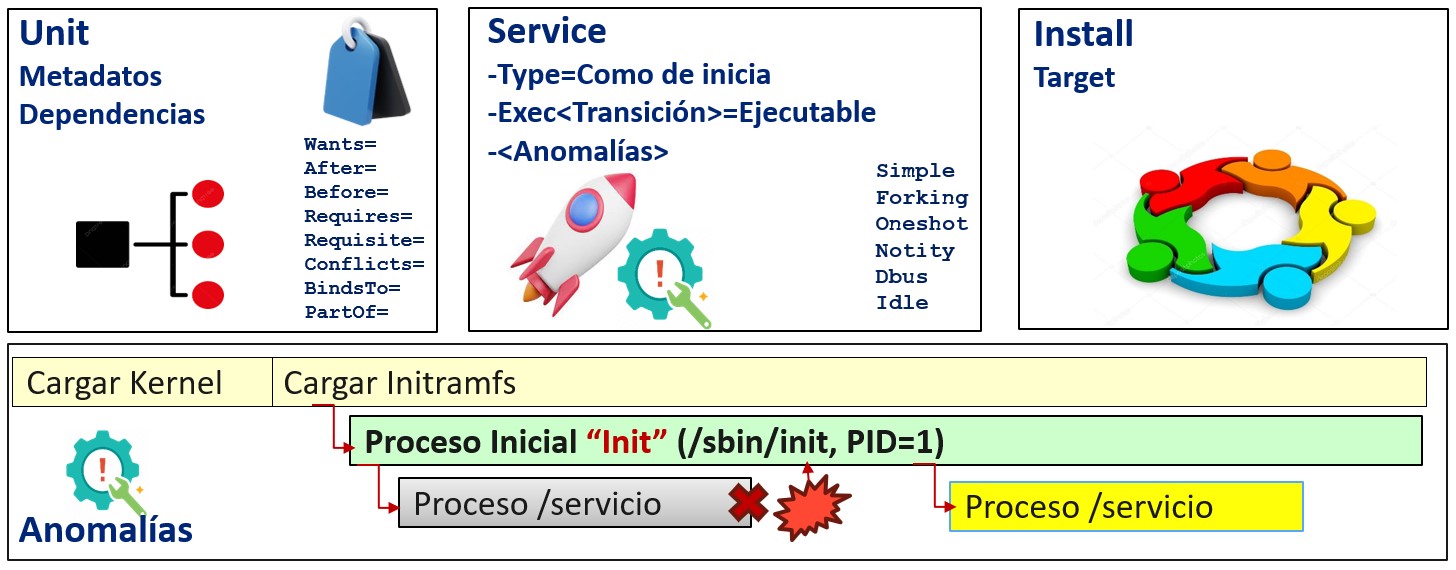 Unit
Metadatos
Dependencias
Wants=
After=
Before=
Requires=
Requisite=
Conflicts=
BindsTo=
PartOf=
Service
-Type=Como de inicia
-Exec<Transición>=Ejecutable
-<Anomalías>
Simple
Forking
Oneshot
Notity
Dbus
Idle
Install
Target
Cargar Kernel
Cargar Initramfs
Proceso Inicial “Init” (/sbin/init, PID=1)
Proceso /servicio
Proceso /servicio
Anomalías